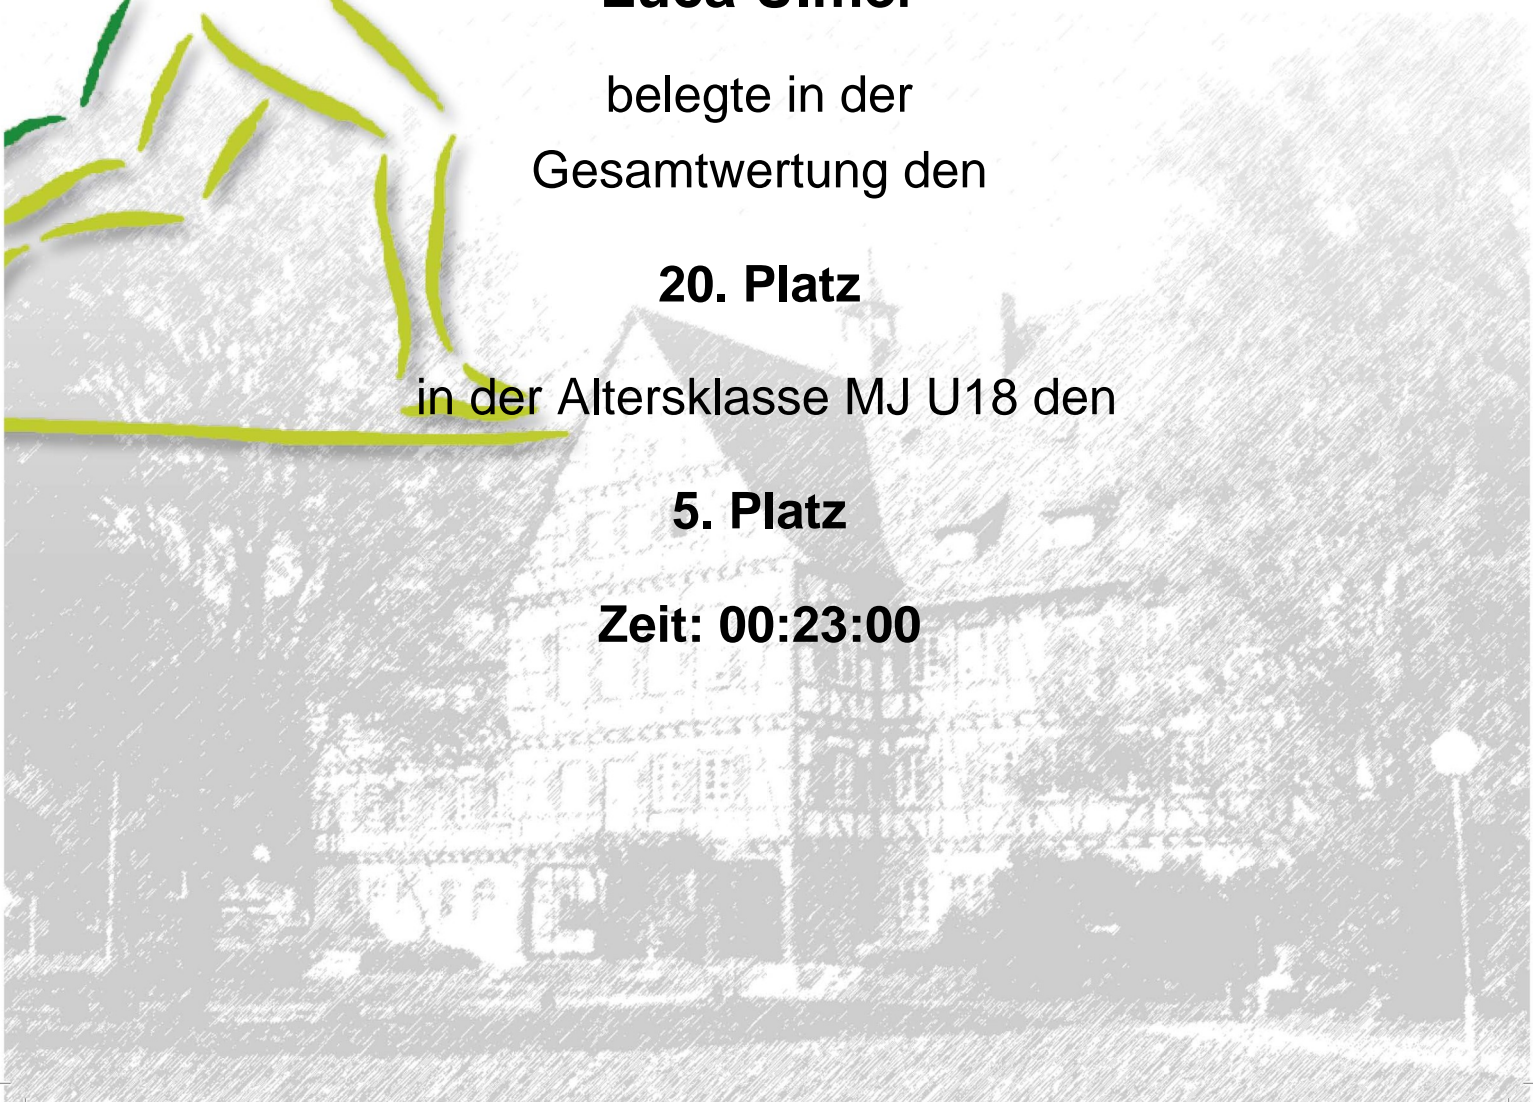 belegte in der
Gesamtwertung den
20. Platz
in der Altersklasse MJ U18 den
5. Platz
Zeit: 00:23:00